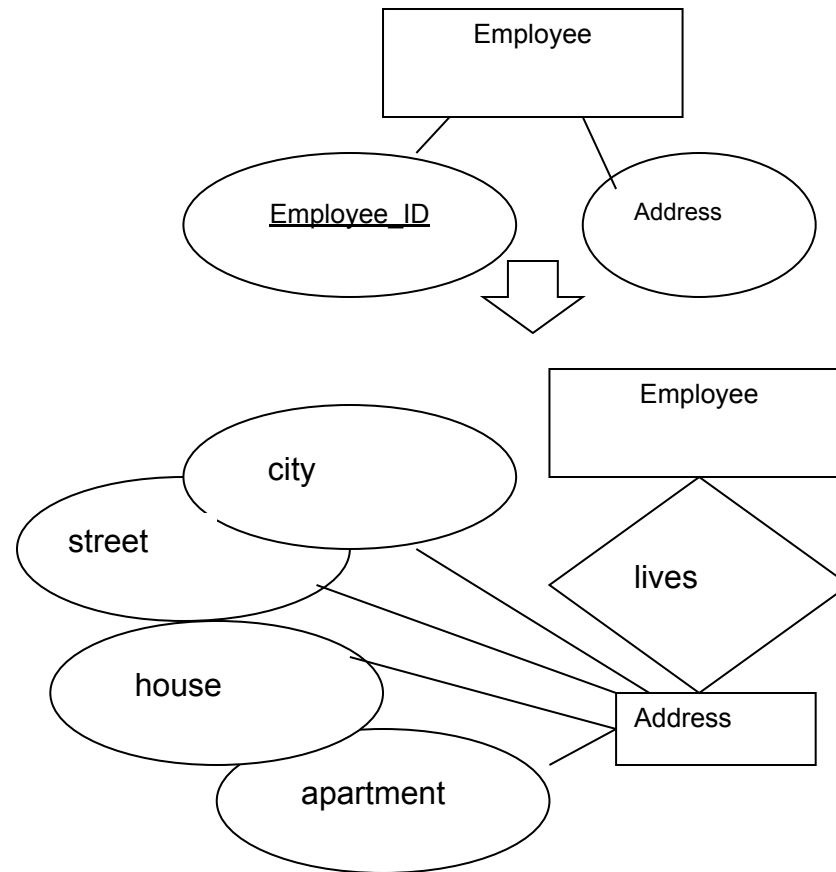 Employee
Employee_ID
Address
Employee
city
street
lives
house
Address
apartment